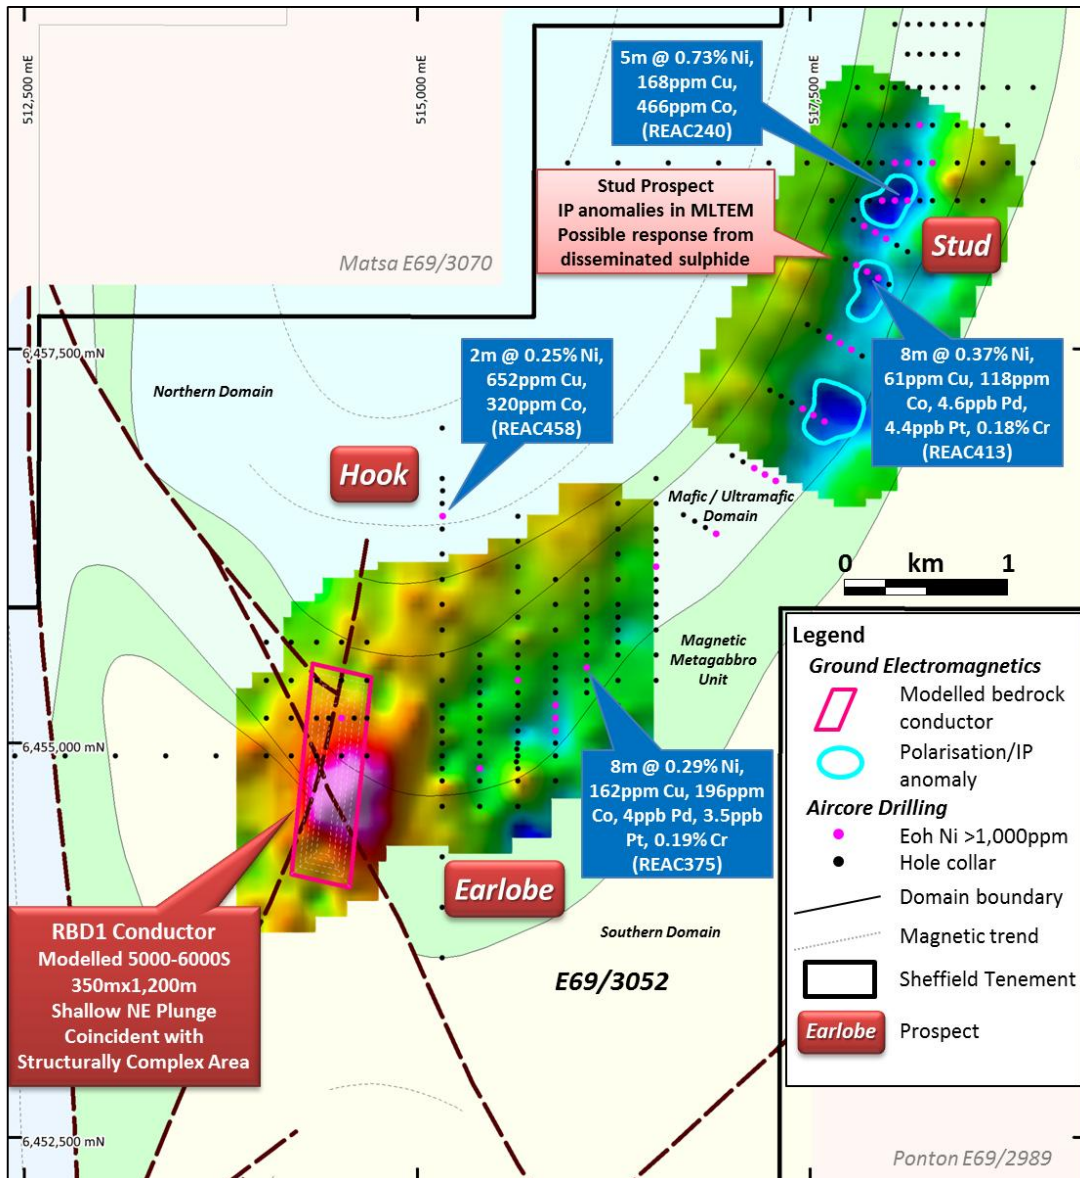 512,500 mE
515,000 mE
517,500 mE
5m @ 0.73% Ni,
168ppm Cu,
466ppm Co,
(REAC240)
Stud Prospect
IP anomalies in MLTEM
Possible response from
disseminated sulphide
Stud
Matsa E69/3070
6,457,500 mN
2m @ 0.25% Ni,
652ppm Cu,
320ppm Co,
(REAC458)
8m @ 0.37% Ni,
61ppm Cu, 118ppm
Co, 4.6ppb Pd,
4.4ppb Pt, 0.18% Cr
(REAC413)
Northern Domain
Hook
Mafic / Ultramafic
Domain
0 km 1
Magnetic
Metagabbro
Unit
6,455,000 mN
8m @ 0.29% Ni,
162ppm Cu, 196ppm
Co, 4ppb Pd, 3.5ppb
Pt, 0.19% Cr
(REAC375)
Earlobe
Southern Domain
E69/3052
RBD1 Conductor
Modelled 5000-6000S
350mx1,200m
Shallow NE Plunge
Coincident with
Structurally Complex Area
6,452,500 mN
Legend
Ground Electromagnetics
Modelled bedrock
conductor
Polarisation/IP
anomaly
Aircore Drilling
Eoh Ni >1,000ppm
Hole collar
Domain boundary
Magnetic trend
Sheffield Tenement
Earlobe Prospect
Ponton E69/2989